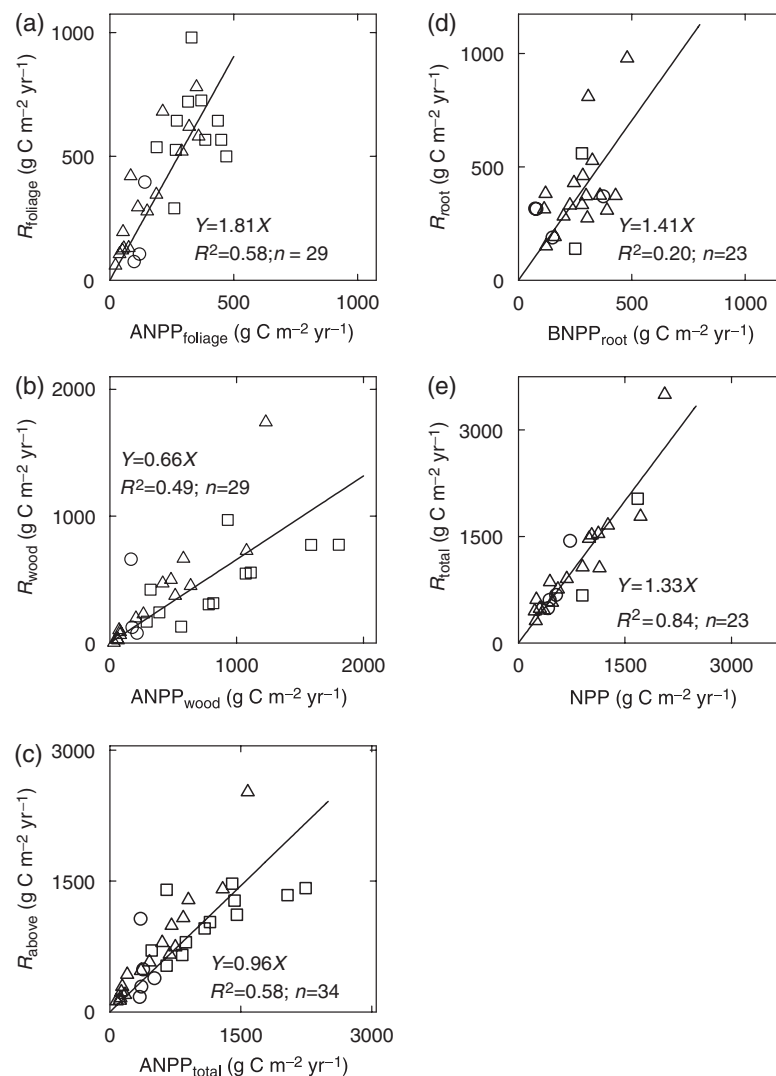 (a)
1000
500
0
R_foliage (g C m⁻² yr⁻¹)
Y=1.81X
R²=0.58;n = 29
0 500 1000
ANPP_foliage (g C m⁻² yr⁻¹)
(b)
2000
1000
0
R_wood (g C m⁻² yr⁻¹)
Y=0.66X
R²=0.49; n=29
0 1000 2000
ANPP_wood (g C m⁻² yr⁻¹)
(c)
3000
1500
0
R_above (g C m⁻² yr⁻¹)
Y=0.96X
R²=0.58; n=34
0 1500 3000
ANPP_total (g C m⁻² yr⁻¹)
(d)
1000
500
0
R_root (g C m⁻² yr⁻¹)
Y=1.41X
R²=0.20; n=23
0 500 1000
BNPP_root (g C m⁻² yr⁻¹)
(e)
3000
1500
0
R_total (g C m⁻² yr⁻¹)
Y=1.33X
R²=0.84; n=23
0 1500 3000
NPP (g C m⁻² yr⁻¹)